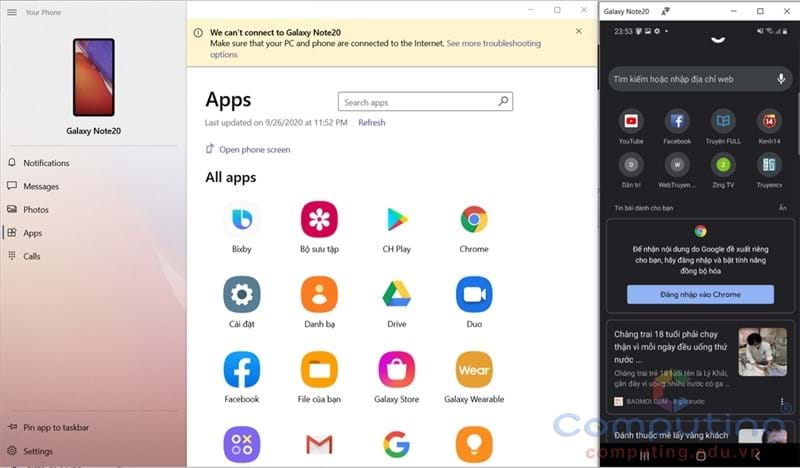 Your Phone
Galaxy Note20
Notifications
Messages
Photos
Apps
Calls
Pin app to taskbar
Settings
We can't connect to Galaxy Note20
Make sure that your PC and phone are connected to the Internet. See more troubleshooting
options
Apps
Search apps
Last updated on 9/26/2020 at 11:52 PM Refresh
Open phone screen
All apps
Bixby
Bộ sưu tập
CH Play
Chrome
Cài đặt
Danh bạ
Drive
Duo
Facebook
File của bạn
Galaxy Store
Wear
Galaxy Wearable
Galaxy Note20
23:53
Tìm kiếm hoặc nhập địa chỉ web
YouTube
Facebook
Truyện FULL
14
Kenh14
D
Dân trí
W
WebTruyen...
Z
Zing TV
Truyencv
Tin bài dành cho bạn Ẩn
Để nhận nội dung do Google đề xuất riêng
cho bạn, hãy đăng nhập và bật tính năng
đồng bộ hóa
Đăng nhập vào Chrome
Chàng trai 18 tuổi phải chạy
thận vì mỗi ngày đều uống thứ
nước ...
Chàng trai trẻ 18 tuổi tên là Lý Khải,
gần đây vì uống nhiều nước có ga ...
BAOMOI.COM - 8 giờ trước
Đánh thuốc mê lấy vâng khách
Computing ®
computing.edu.vn